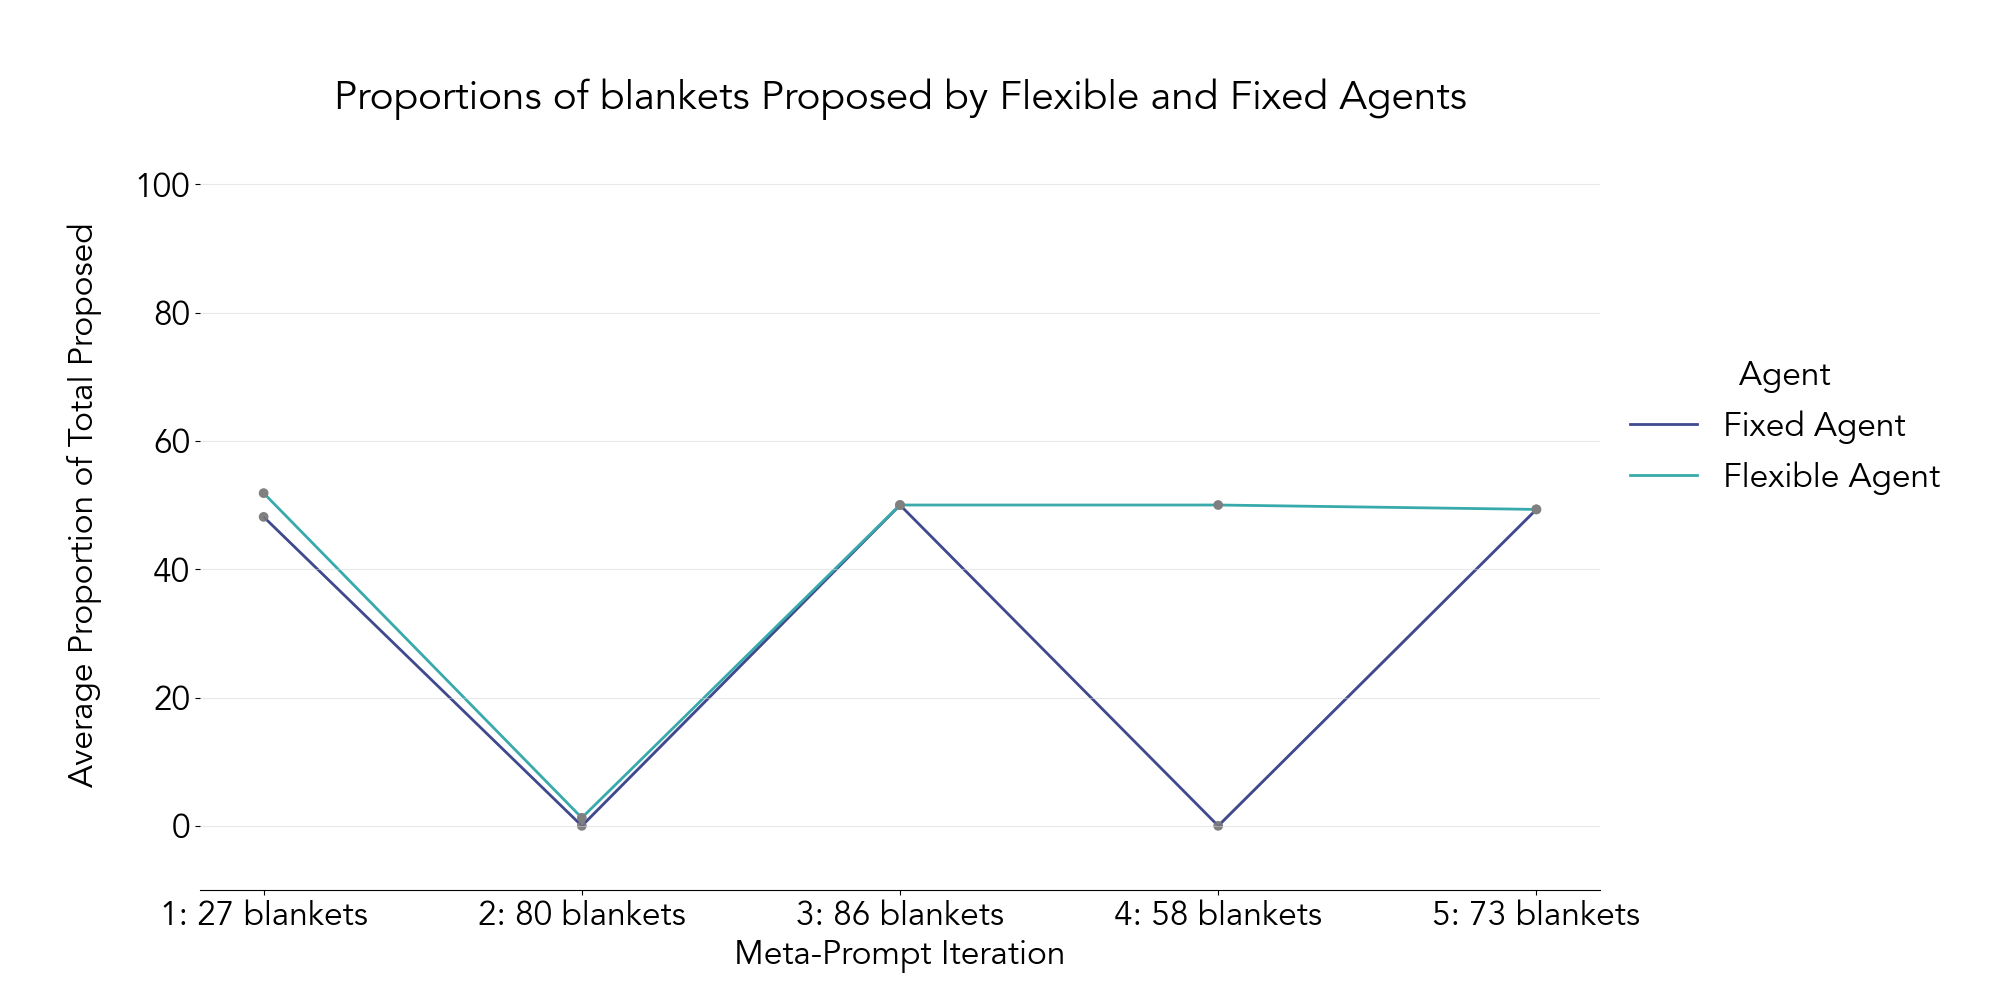 Proportions of blankets Proposed by Flexible and Fixed Agents
Average Proportion of Total Proposed
100
80
60
40
20
0
1: 27 blankets
2: 80 blankets
3: 86 blankets
4: 58 blankets
5: 73 blankets
Meta-Prompt Iteration
Agent
Fixed Agent
Flexible Agent